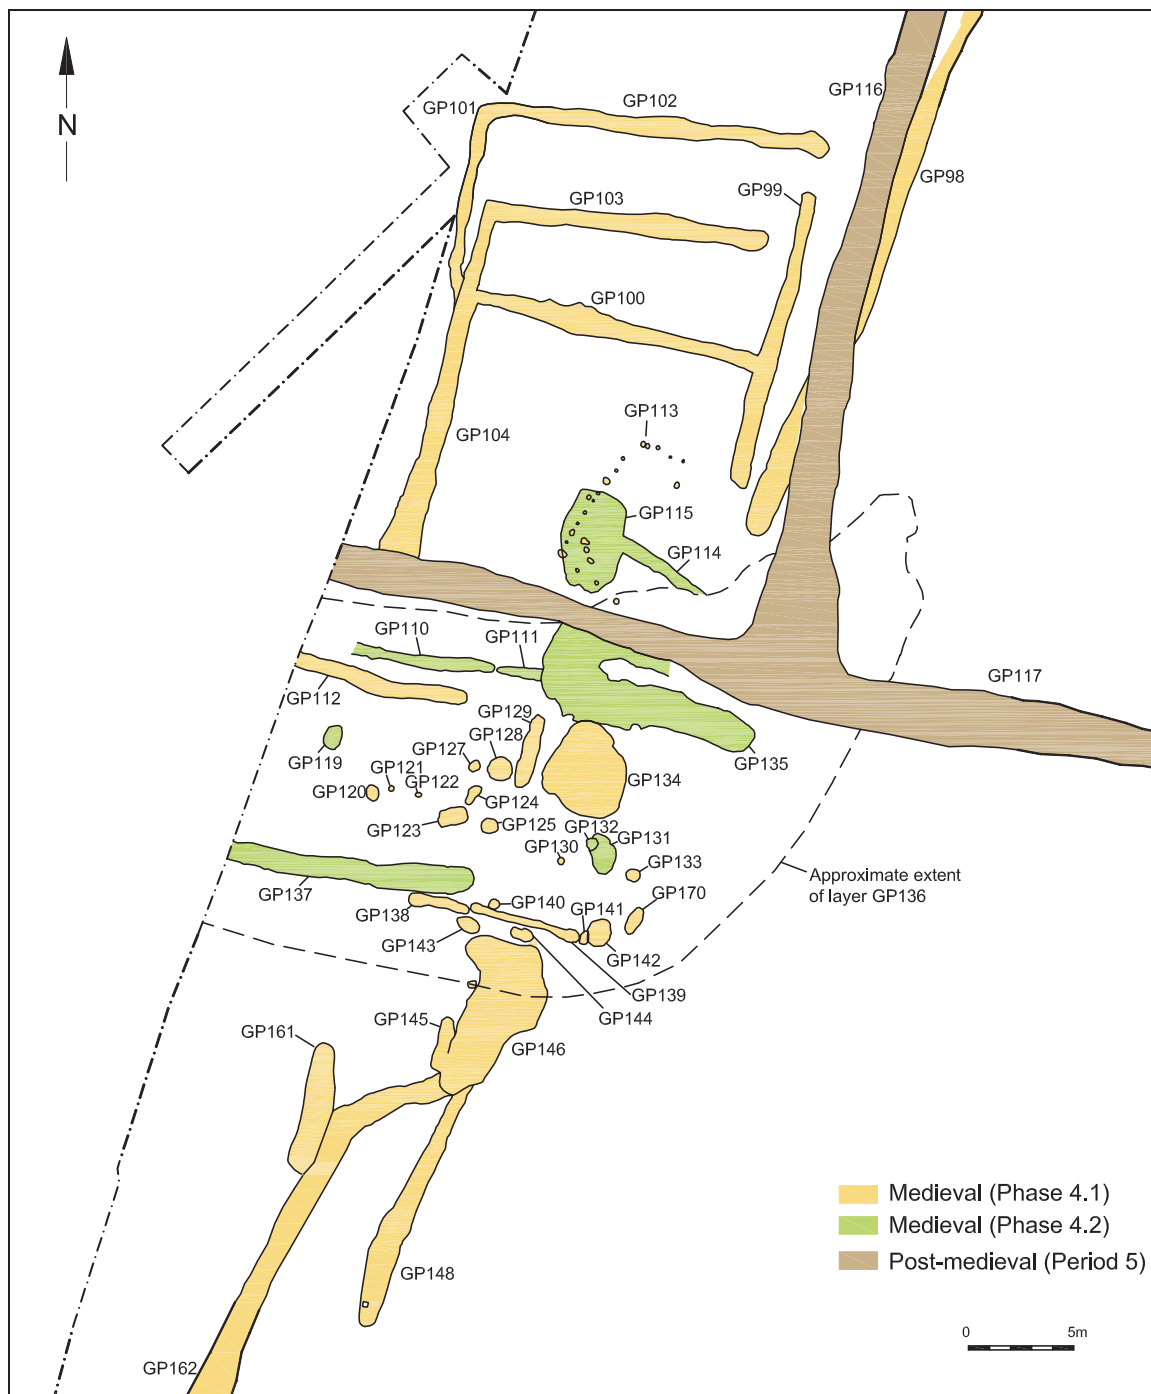 GP101
GP102
GP116
N
GP98
GP99
GP103
GP100
GP113
GP104
GP115
GP114
GP110
GP111
GP117
GP112
GP129
GP128
GP127
GP119
GP121
GP134
GP135
GP122
GP120
GP124
GP132
GP123
GP125
GP131
GP130
GP133
Approximate extent
of layer GP136
GP137
GP170
GP140
GP141
GP138
GP143
GP142
GP139
GP145
GP144
GP161
GP146
Medieval (Phase 4.1)
Medieval (Phase 4.2)
Post-medieval (Period 5)
GP148
0 5m
GP162